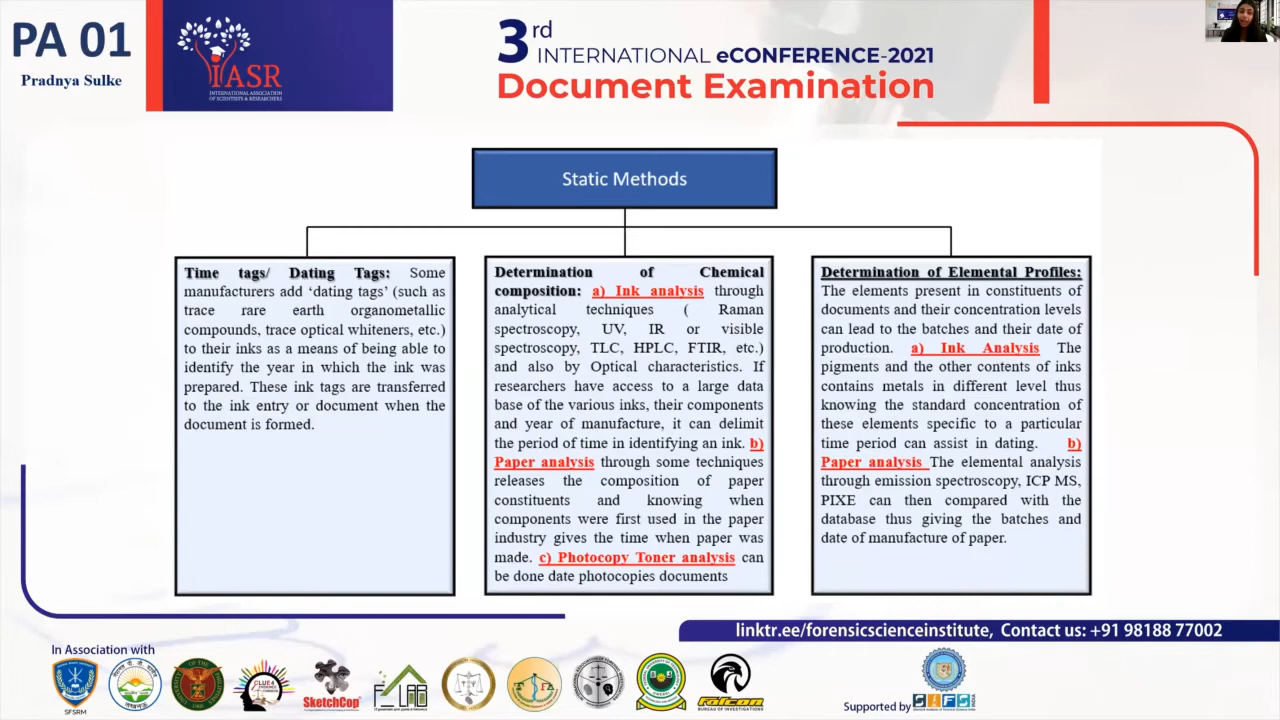 PA 01
Pradnya Sulke
iASR
INTERNATIONAL ASSOCIATION
OF SCIENTISTS & RESEARCHERS
3rd
INTERNATIONAL eCONFERENCE-2021
Document Examination
Static Methods
Time tags/ Dating Tags: Some
manufacturers add ‘dating tags’ (such as
trace rare earth organometallic
compounds, trace optical whiteners, etc.)
to their inks as a means of being able to
identify the year in which the ink was
prepared. These ink tags are transferred
to the ink entry or document when the
document is formed.
Determination of Chemical
composition: a) Ink analysis through
analytical techniques ( Raman
spectroscopy, UV, IR or visible
spectroscopy, TLC, HPLC, FTIR, etc.)
and also by Optical characteristics. If
researchers have access to a large data
base of the various inks, their components
and year of manufacture, it can delimit
the period of time in identifying an ink. b)
Paper analysis through some techniques
releases the composition of paper
constituents and knowing when
components were first used in the paper
industry gives the time when paper was
made. c) Photocopy Toner analysis can
be done date photocopies documents
Determination of Elemental Profiles:
The elements present in constituents of
documents and their concentration levels
can lead to the batches and their date of
production. a) Ink Analysis The
pigments and the other contents of inks
contains metals in different level thus
knowing the standard concentration of
these elements specific to a particular
time period can assist in dating. b)
Paper analysis The elemental analysis
through emission spectroscopy, ICP MS,
PIXE can then compared with the
database thus giving the batches and
date of manufacture of paper.
linktr.ee/forensicscienceinstitute, Contact us: +91 98188 77002
In Association with
SFSRM
CLUE4
SketchCop
F LAB
falcon
BUREAU OF INVESTIGATIONS
Supported by
SIFS
INDIA